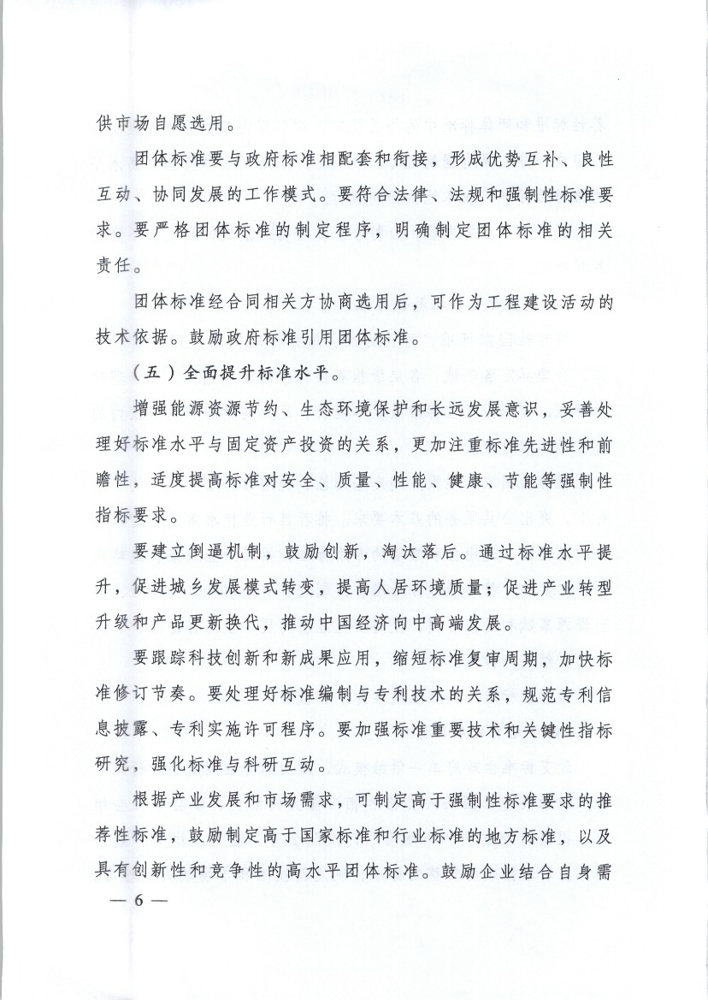 供市场自愿选用。
团体标准要与政府标准相配套和衔接，形成优势互补、良性
互动、协同发展的工作模式。要符合法律、法规和强制性标准要
求。要严格团体标准的制定程序，明确制定团体标准的相关
责任。
团体标准经合同相关方协商选用后，可作为工程建设活动的
技术依据。鼓励政府标准引用团体标准。
（五）全面提升标准水平。
增强能源资源节约、生态环境保护和长远发展意识，妥善处
理好标准水平与固定资产投资的关系，更加注重标准先进性和前
瞻性，适度提高标准对安全、质量、性能、健康、节能等强制性
指标要求。
要建立倒逼机制，鼓励创新，淘汰落后。通过标准水平提
升，促进城乡发展模式转变，提高人居环境质量；促进产业转型
升级和产品更新换代，推动中国经济向中高端发展。
要跟踪科技创新和新成果应用，缩短标准复审周期，加快标
准修订节奏。要处理好标准编制与专利技术的关系，规范专利信
息披露、专利实施许可程序。要加强标准重要技术和关键性指标
研究，强化标准与科研互动。
根据产业发展和市场需求，可制定高于强制性标准要求的推
荐性标准，鼓励制定高于国家标准和行业标准的地方标准，以及
具有创新性和竞争性的高水平团体标准。鼓励企业结合自身需
— 6 —